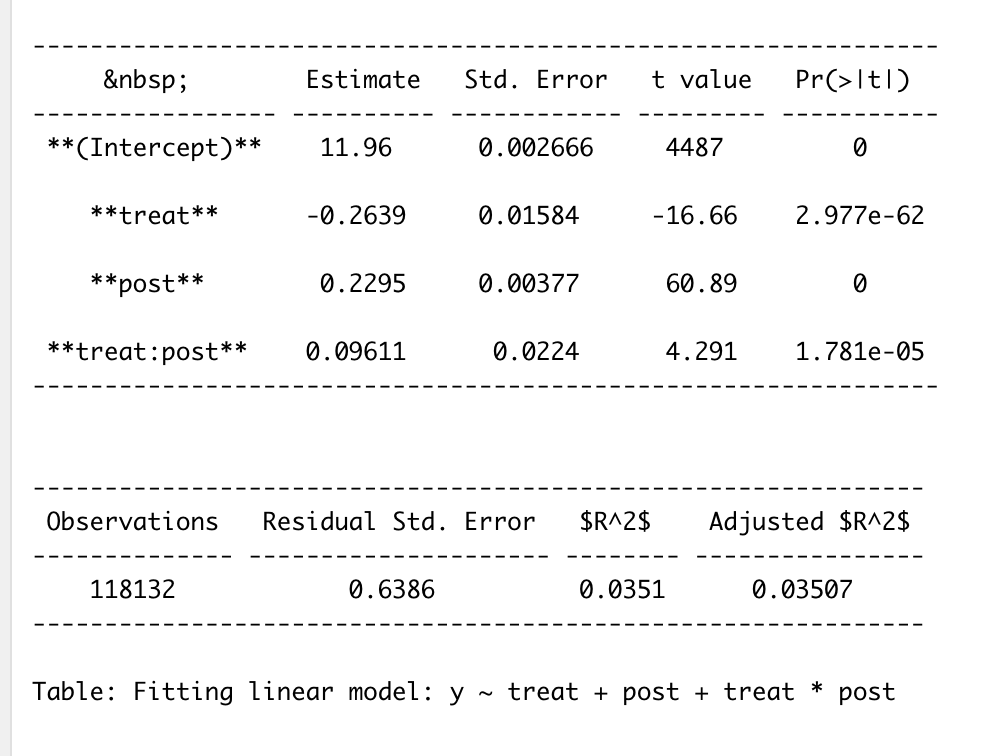 ---------------------------------------------------------------
&nbsp; Estimate Std. Error t value Pr(>|t|)
----------------- ---------- ------------ --------- -----------
**(Intercept)** 11.96 0.002666 4487 0
**treat** -0.2639 0.01584 -16.66 2.977e-62
**post** 0.2295 0.00377 60.89 0
**treat:post** 0.09611 0.0224 4.291 1.781e-05
---------------------------------------------------------------
--------------------------------------------------------------
Observations Residual Std. Error $R^2$ Adjusted $R^2$
-------------- --------------------- -------- ----------------
118132 0.6386 0.0351 0.03507
--------------------------------------------------------------
Table: Fitting linear model: y ~ treat + post + treat * post